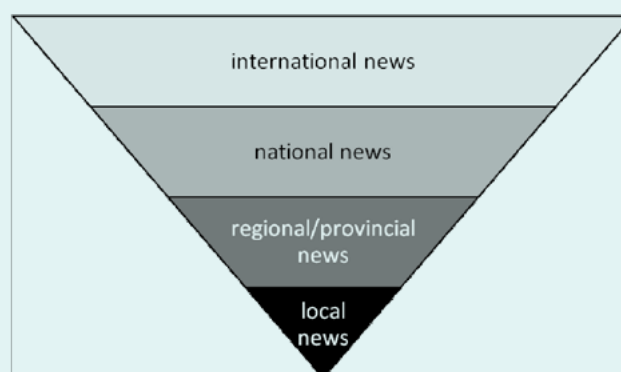 international news
national news
regional/provincial
news
local
news